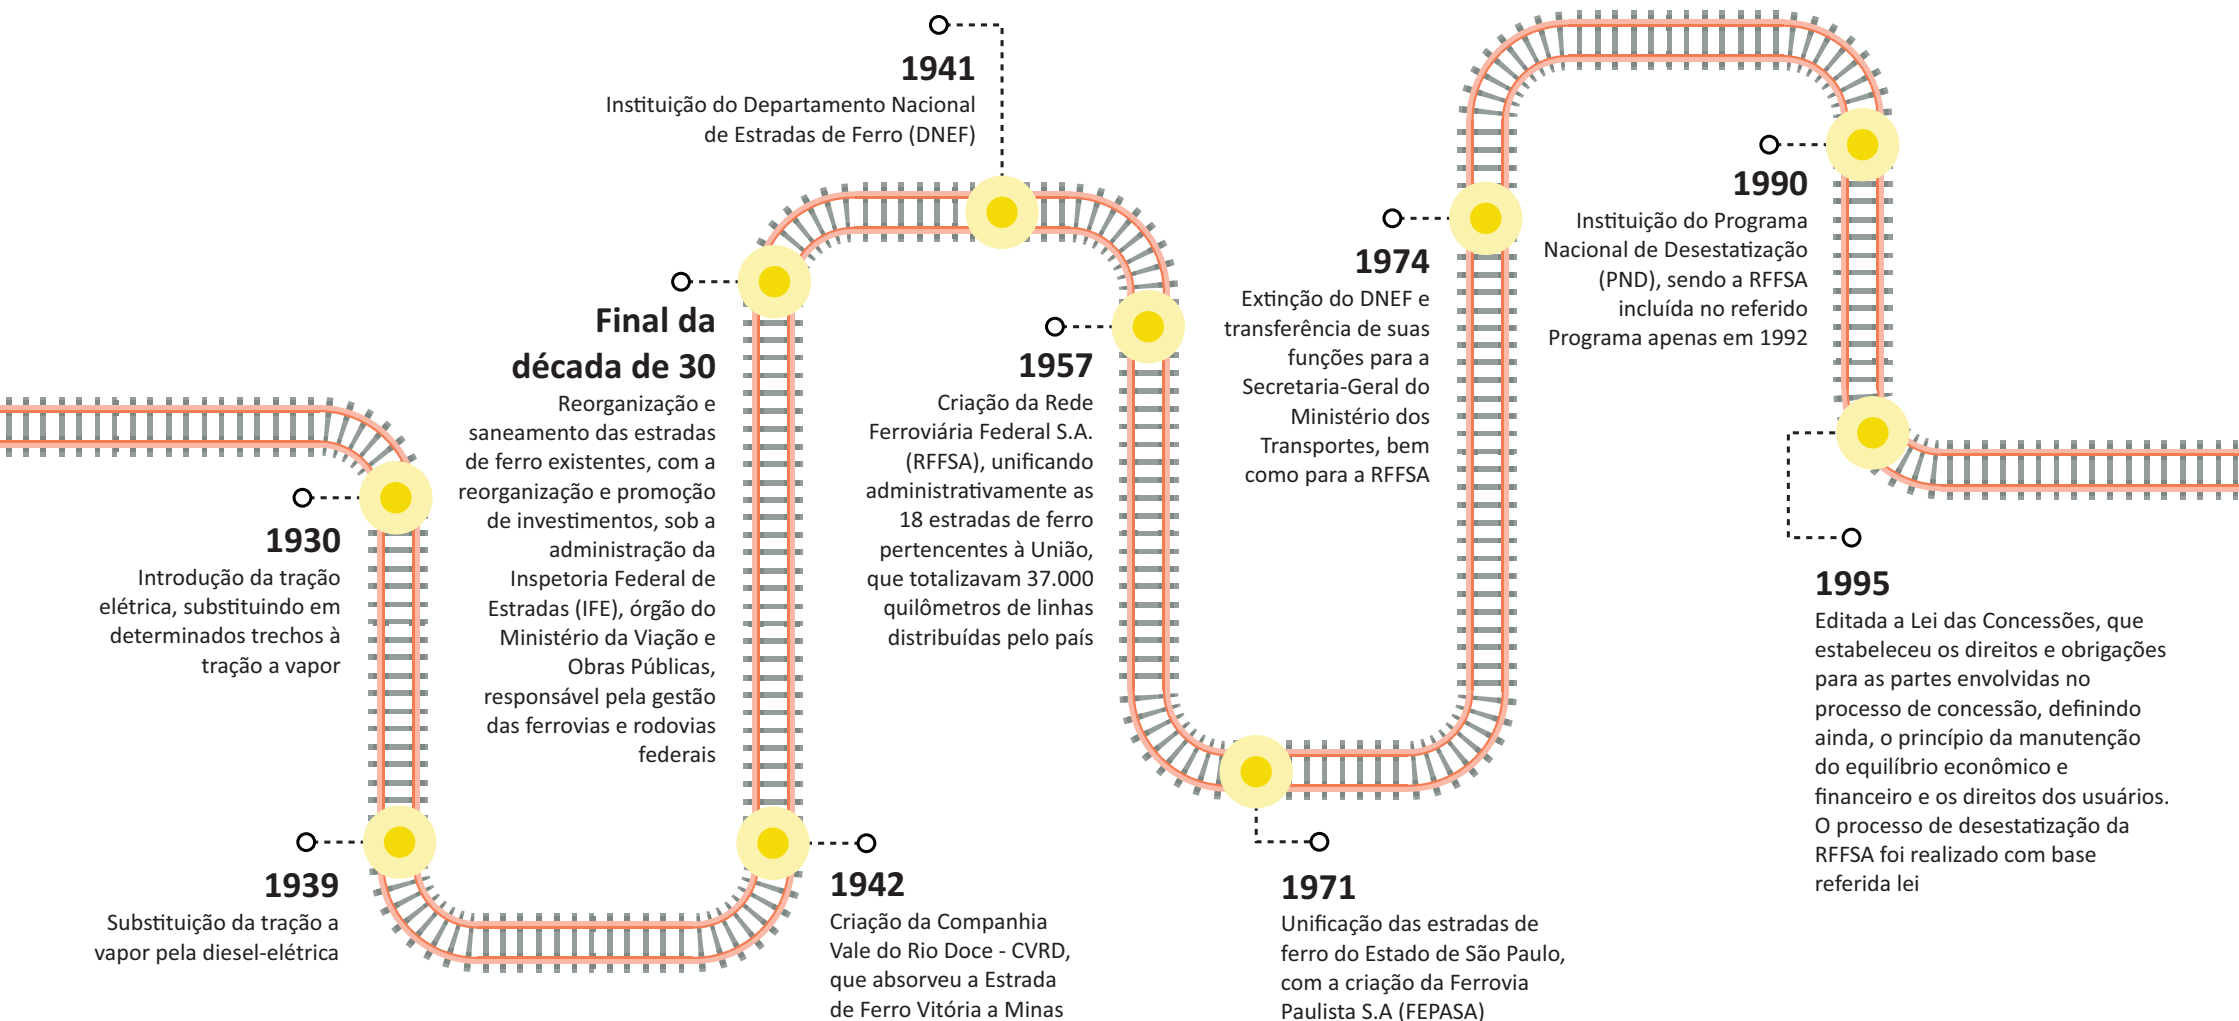 1930
Introdução da tração
elétrica, substituindo em
determinados trechos à
tração a vapor
1939
Substituição da tração a
vapor pela diesel-elétrica
Final da
década de 30
Reorganização e
saneamento das estradas
de ferro existentes, com a
reorganização e promoção
de investimentos, sob a
administração da
Inspetoria Federal de
Estradas (IFE), órgão do
Ministério da Viação e
Obras Públicas,
responsável pela gestão
das ferrovias e rodovias
federais
1942
Criação da Companhia
Vale do Rio Doce - CVRD,
que absorveu a Estrada
de Ferro Vitória a Minas
1941
Instituição do Departamento Nacional
de Estradas de Ferro (DNEF)
1957
Criação da Rede
Ferroviária Federal S.A.
(RFFSA), unificando
administrativamente as
18 estradas de ferro
pertencentes à União,
que totalizavam 37.000
quilômetros de linhas
distribuídas pelo país
1971
Unificação das estradas de
ferro do Estado de São Paulo,
com a criação da Ferrovia
Paulista S.A (FEPASA)
1974
Extinção do DNEF e
transferência de suas
funções para a
Secretaria-Geral do
Ministério dos
Transportes, bem
como para a RFFSA
1990
Instituição do Programa
Nacional de Desestatização
(PND), sendo a RFFSA
incluída no referido
Programa apenas em 1992
1995
Editada a Lei das Concessões, que
estabeleceu os direitos e obrigações
para as partes envolvidas no
processo de concessão, definindo
ainda, o princípio da manutenção
do equilíbrio econômico e
financeiro e os direitos dos usuários.
O processo de desestatização da
RFFSA foi realizado com base
referida lei